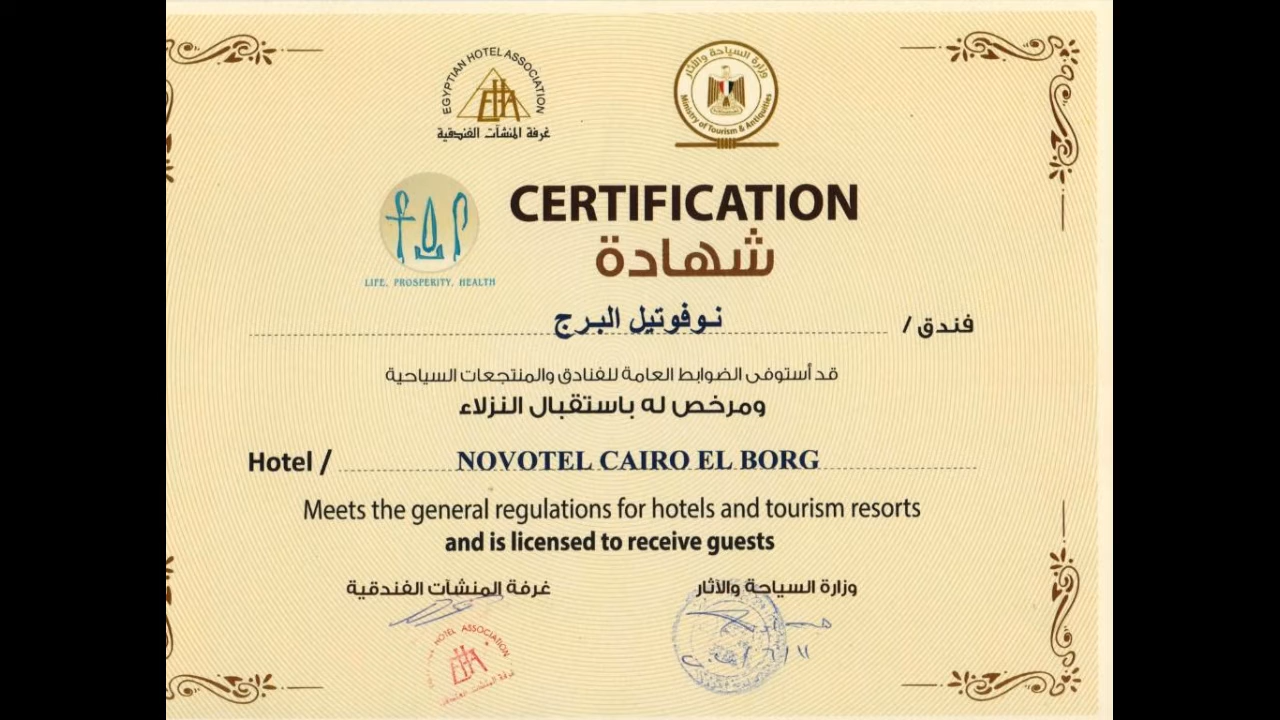 EGYPTIAN HOTEL ASSOCIATION
EHA
غرفة المنشآت الفندقية
وزارة السياحة والآثار
Ministry of Tourism & Antiquities
LIFE, PROSPERITY, HEALTH
CERTIFICATION
شهادة
فندق / نوفوتيل البرج
قد أستوفى الضوابط العامة للفنادق والمنتجعات السياحية
ومرخص له باستقبال النزلاء
Hotel / NOVOTEL CAIRO EL BORG
Meets the general regulations for hotels and tourism resorts
and is licensed to receive guests
وزارة السياحة والآثار
غرفة المنشآت الفندقية
HOTEL ASSOCIATION
EHA